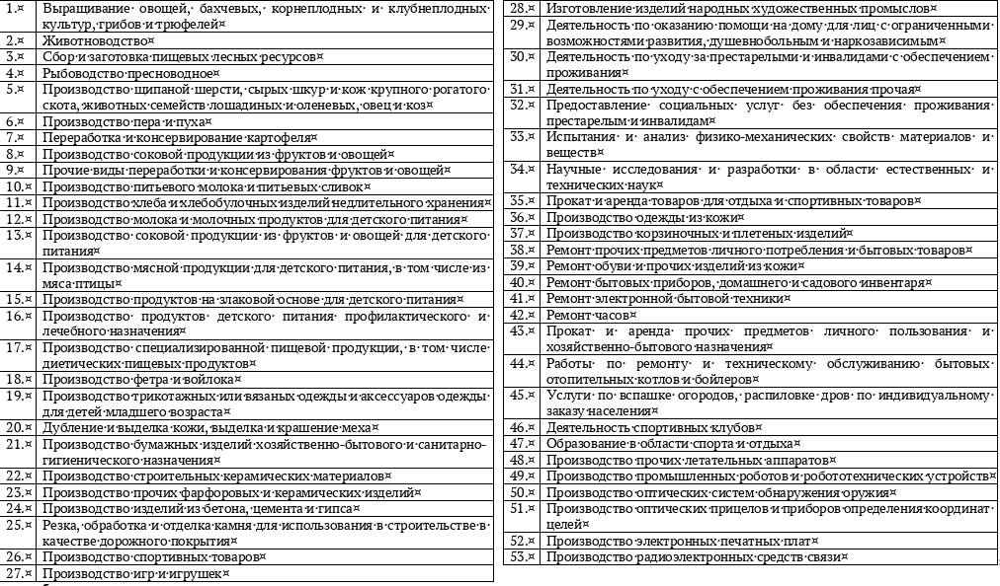 1. Выращивание овощей, бахчевых, корнеплодных и клубнеплодных
культур, грибов и трюфелей
2. Животноводство
3. Сбор и заготовка пищевых лесных ресурсов
4. Рыбоводство пресноводное
5. Производство щипаной шерсти, сырых шкур и кож крупного рогатого
скота, животных семейств лошадиных и оленевых, овец и коз
6. Производство пера и пуха
7. Переработка и консервирование картофеля
8. Производство соковой продукции из фруктов и овощей
9. Прочие виды переработки и консервирования фруктов и овощей
10. Производство питьевого молока и питьевых сливок
11. Производство хлеба и хлебобулочных изделий недлительного хранения
12. Производство молока и молочных продуктов для детского питания
13. Производство соковой продукции из фруктов и овощей для детского
питания
14. Производство мясной продукции для детского питания, в том числе из
мяса птицы
15. Производство продуктов на злаковой основе для детского питания
16. Производство продуктов детского питания профилактического и
лечебного назначения
17. Производство специализированной пищевой продукции, в том числе
диетических пищевых продуктов
18. Производство фетра и войлока
19. Производство трикотажных или вязаных одежды и аксессуаров одежды
для детей младшего возраста
20. Дубление и выделка кожи, выделка и крашение меха
21. Производство бумажных изделий хозяйственно-бытового и санитарно-
гигиенического назначения
22. Производство строительных керамических материалов
23. Производство прочих фарфоровых и керамических изделий
24. Производство изделий из бетона, цемента и гипса
25. Резка, обработка и отделка камня для использования в строительстве в
качестве дорожного покрытия
26. Производство спортивных товаров
27. Производство игр и игрушек
28. Изготовление изделий народных художественных промыслов
29. Деятельность по оказанию помощи на дому для лиц с ограниченными
возможностями развития, душевнобольным и наркозависимым
30. Деятельность по уходу за престарелыми и инвалидами с обеспечением
проживания
31. Деятельность по уходу с обеспечением проживания прочая
32. Предоставление социальных услуг без обеспечения проживания
престарелым и инвалидам
33. Испытания и анализ физико-механических свойств материалов и
веществ
34. Научные исследования и разработки в области естественных и
технических наук
35. Прокат и аренда товаров для отдыха и спортивных товаров
36. Производство одежды из кожи
37. Производство корзиночных и плетеных изделий
38. Ремонт прочих предметов личного потребления и бытовых товаров
39. Ремонт обуви и прочих изделий из кожи
40. Ремонт бытовых приборов, домашнего и садового инвентаря
41. Ремонт электронной бытовой техники
42. Ремонт часов
43. Прокат и аренда прочих предметов личного пользования и
хозяйственно-бытового назначения
44. Работы по ремонту и техническому обслуживанию бытовых
отопительных котлов и бойлеров
45. Услуги по вспашке огородов, распиловке дров по индивидуальному
заказу населения
46. Деятельность спортивных клубов
47. Образование в области спорта и отдыха
48. Производство прочих летательных аппаратов
49. Производство промышленных роботов и робототехнических устройств
50. Производство оптических систем обнаружения оружия
51. Производство оптических прицелов и приборов определения координат
целей
52. Производство электронных печатных плат
53. Производство радиоэлектронных средств связи